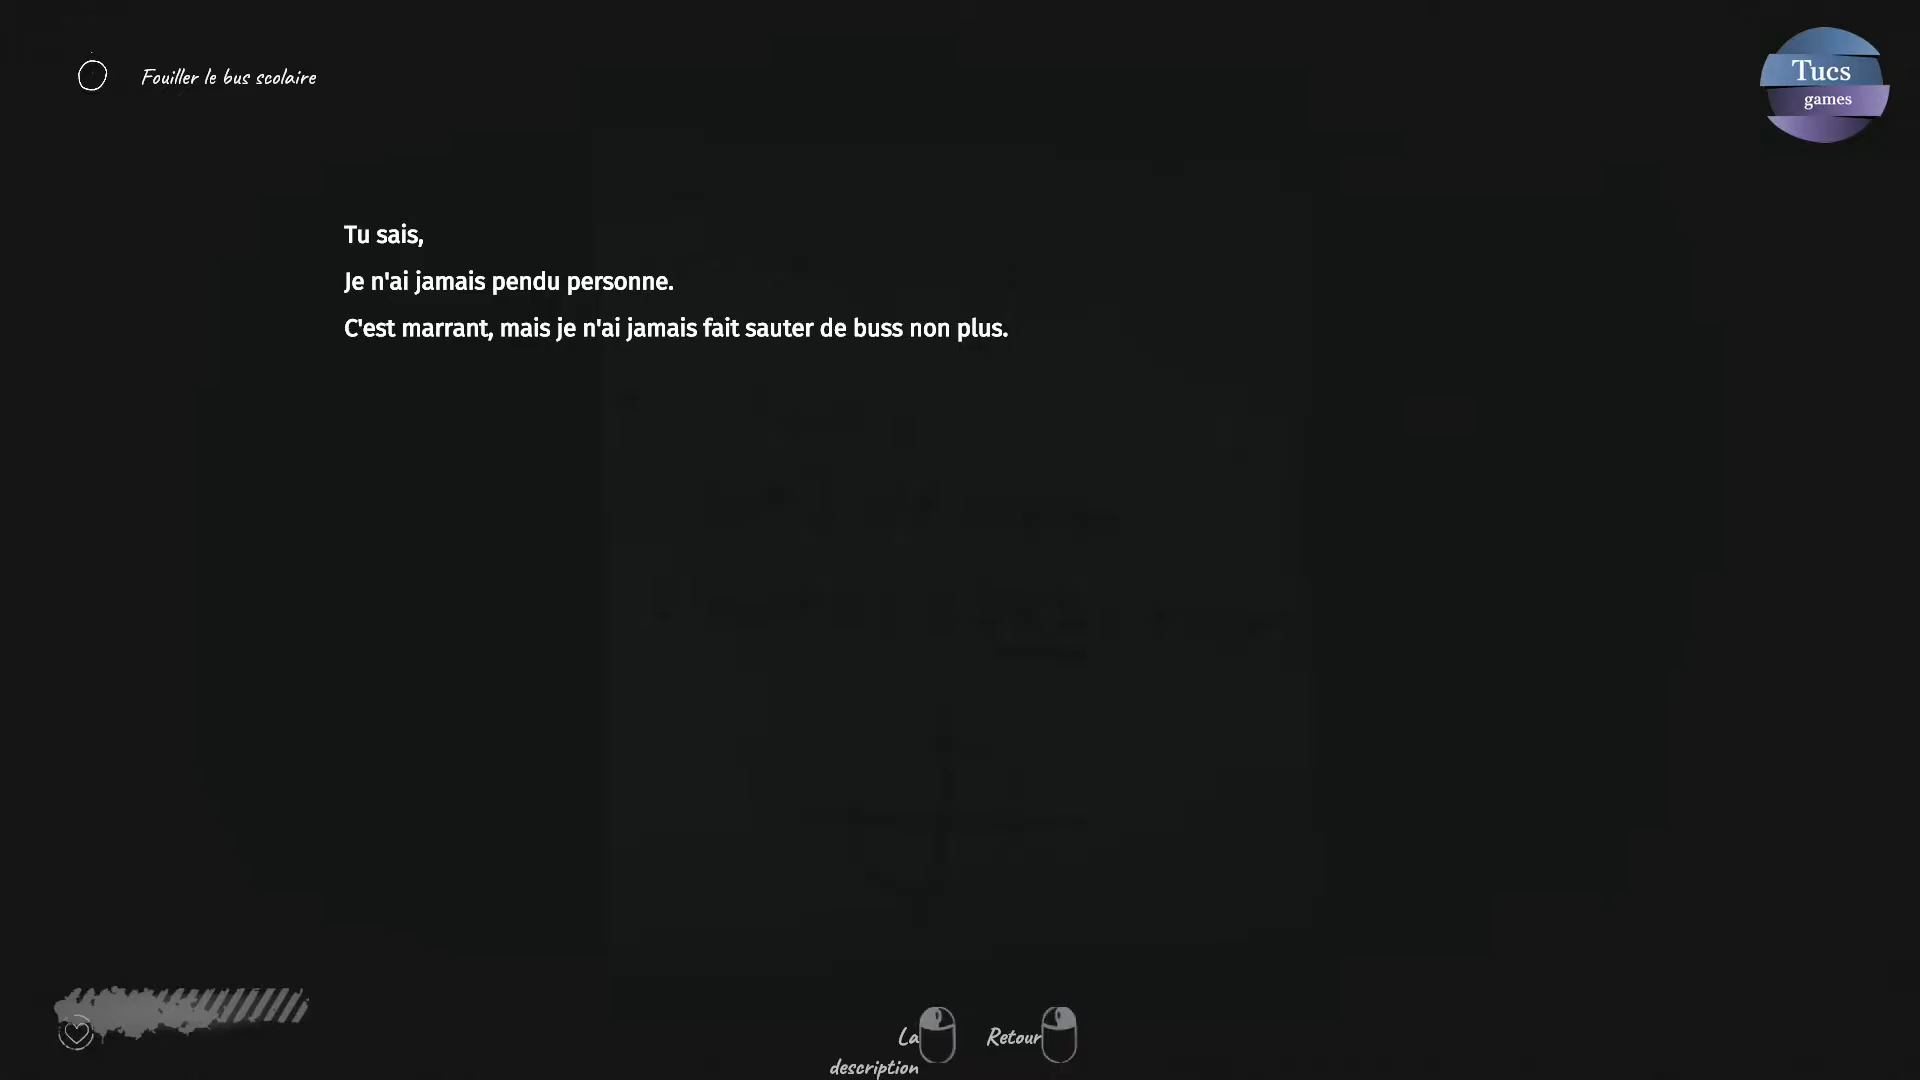 Fouiller le bus scolaire
Tucs
games
Tu sais,
Je n'ai jamais pendu personne.
C'est marrant, mais je n'ai jamais fait sauter de buss non plus.
La
description
Retour